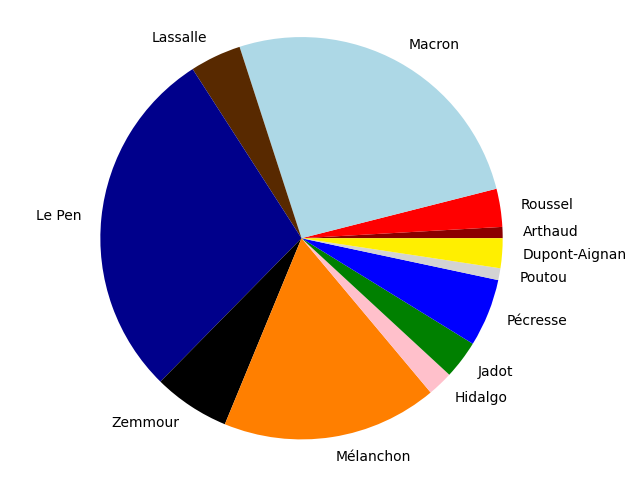 Lassalle
Macron
Roussel
Le Pen
Arthaud
Dupont-Aignan
Poutou
Pécresse
Jadot
Hidalgo
Zemmour
Mélanchon